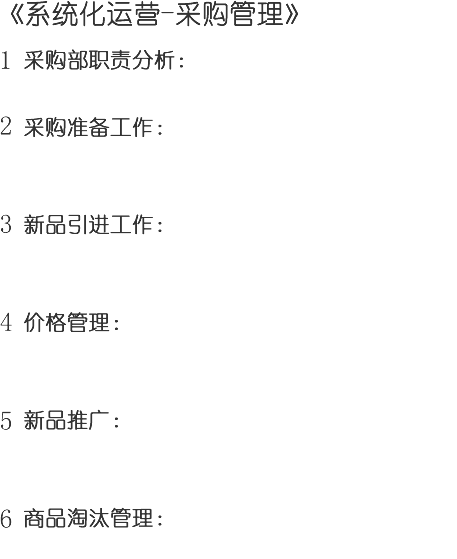 《系统化运营-采购管理》
1 采购部职责分析:
2 采购准备工作:
3 新品引进工作:
4 价格管理:
5 新品推广:
6 商品淘汰管理: